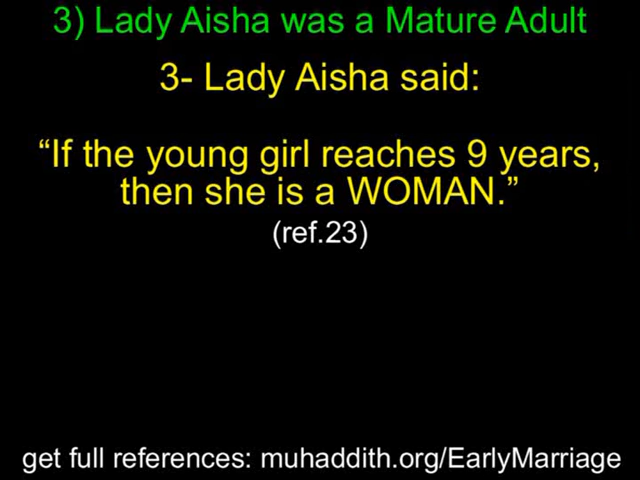 3) Lady Aisha was a Mature Adult
3- Lady Aisha said:
“If the young girl reaches 9 years,
then she is a WOMAN.”
(ref.23)
get full references: muhaddith.org/EarlyMarriage